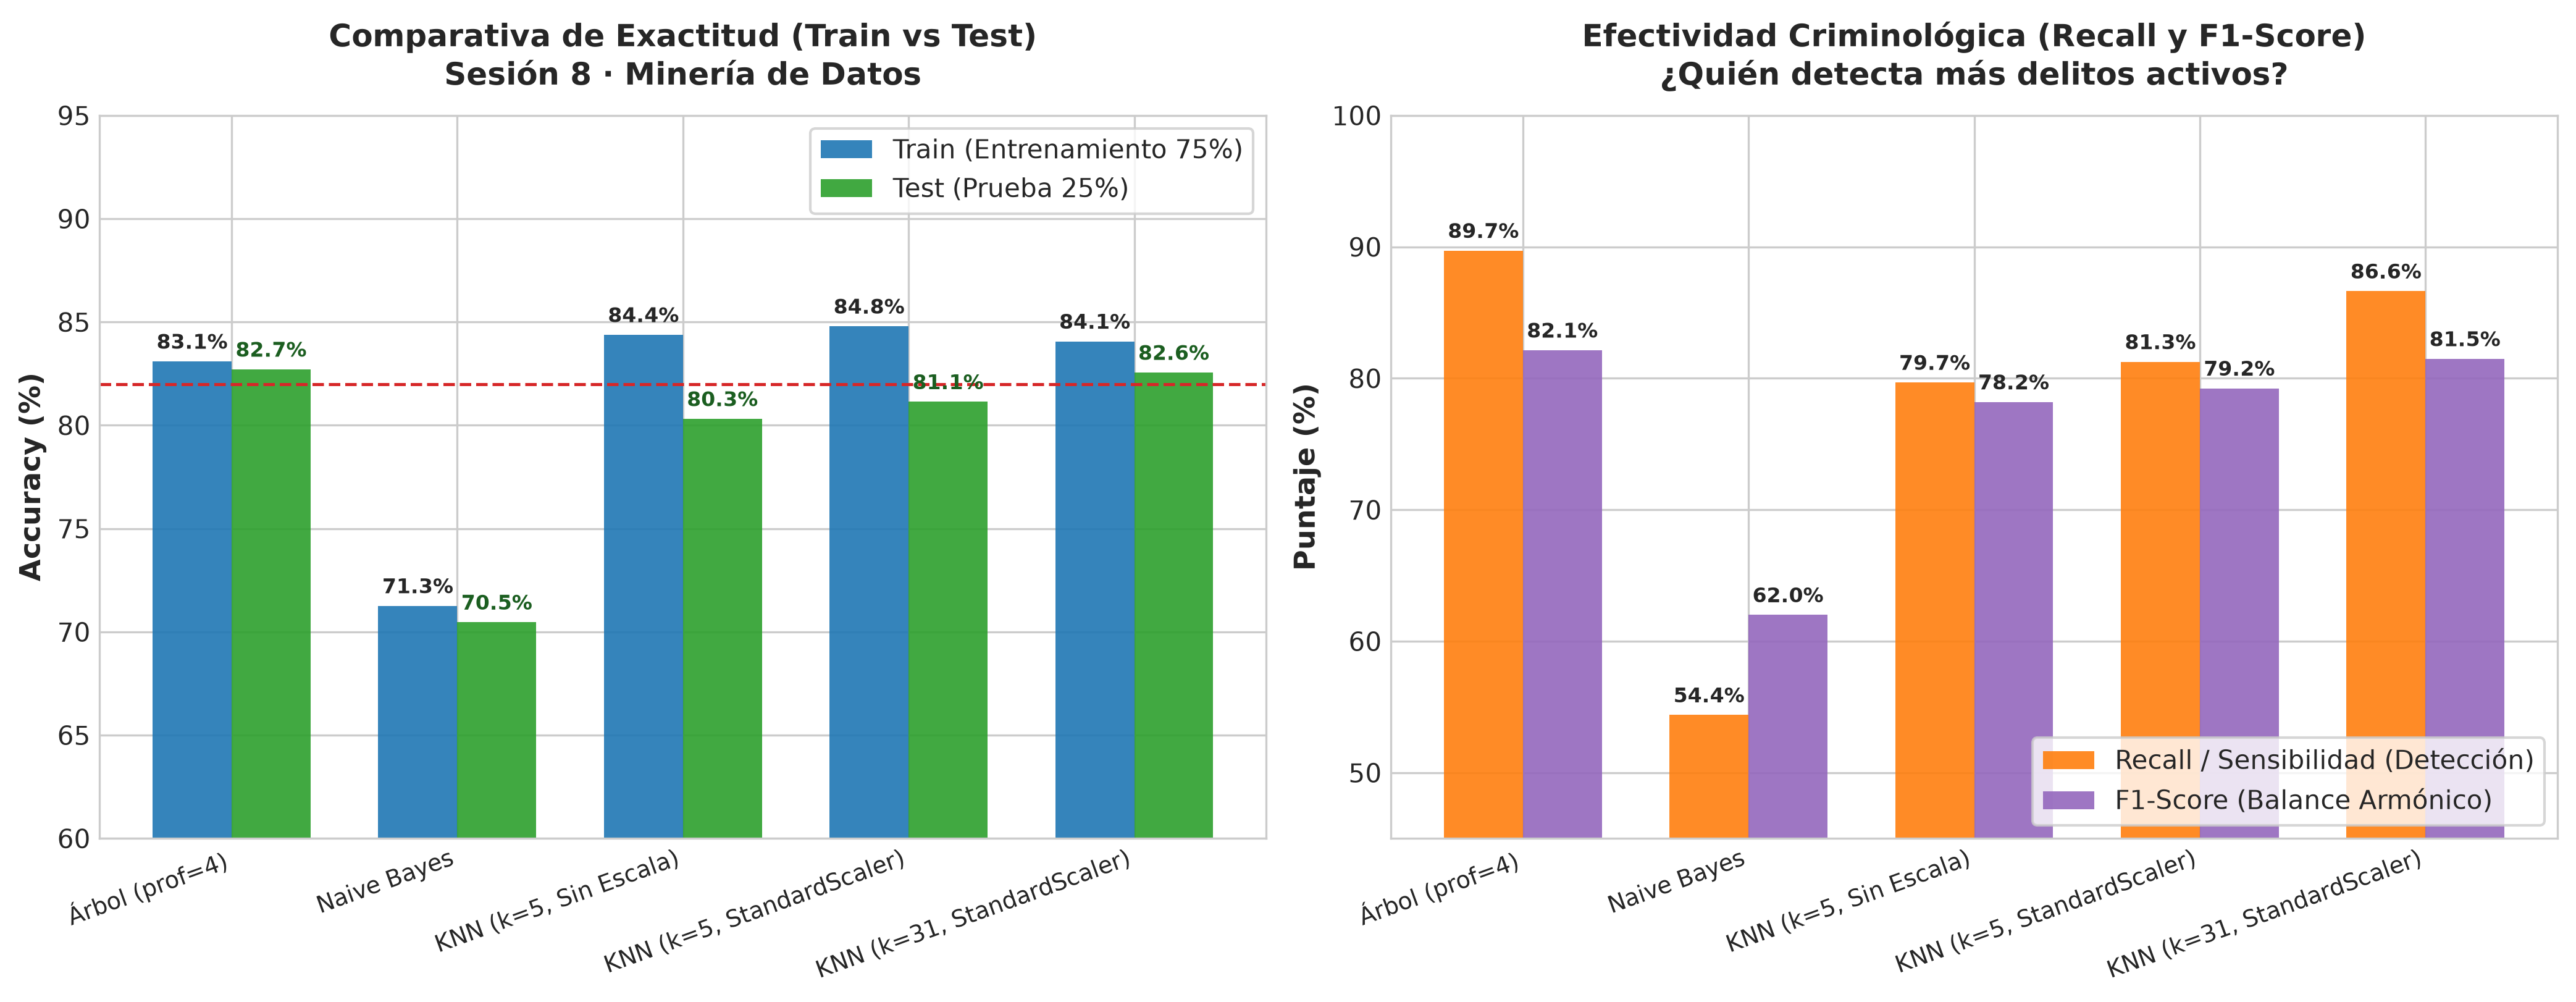 Comparativa de Exactitud (Train vs Test)
Sesión 8 · Minería de Datos
Accuracy (%)
95
90
85
80
75
70
65
60
Train (Entrenamiento 75%)
Test (Prueba 25%)
83.1%
82.7%
71.3%
70.5%
84.4%
80.3%
84.8%
81.1%
84.1%
82.6%
Árbol (prof=4)
Naive Bayes
KNN (k=5, Sin Escala)
KNN (k=5, StandardScaler)
KNN (k=31, StandardScaler)
Efectividad Criminológica (Recall y F1-Score)
¿Quién detecta más delitos activos?
Puntaje (%)
100
90
80
70
60
50
89.7%
82.1%
54.4%
62.0%
79.7%
78.2%
81.3%
79.2%
86.6%
81.5%
Recall / Sensibilidad (Detección)
F1-Score (Balance Armónico)
Árbol (prof=4)
Naive Bayes
KNN (k=5, Sin Escala)
KNN (k=5, StandardScaler)
KNN (k=31, StandardScaler)